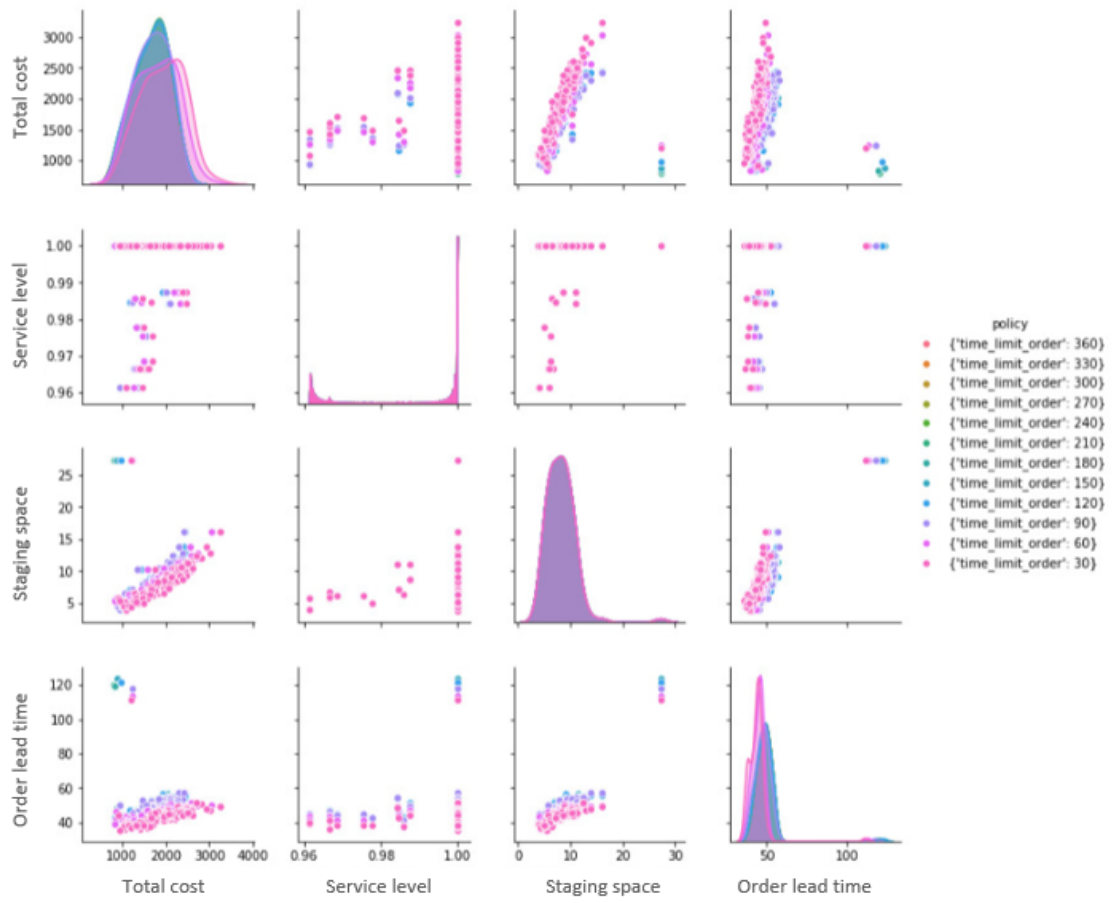 Total cost
3000
2500
2000
1500
1000
Service level
1.00
0.99
0.98
0.97
0.96
Staging space
25
20
15
10
5
Order lead time
120
100
80
60
40
1000 2000 3000 4000
0.96 0.98 1.00
0 10 20 30
50 100
Total cost
Service level
Staging space
Order lead time
policy
{'time_limit_order': 360}
{'time_limit_order': 330}
{'time_limit_order': 300}
{'time_limit_order': 270}
{'time_limit_order': 240}
{'time_limit_order': 210}
{'time_limit_order': 180}
{'time_limit_order': 150}
{'time_limit_order': 120}
{'time_limit_order': 90}
{'time_limit_order': 60}
{'time_limit_order': 30}